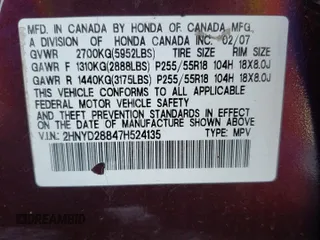 MFD. IN CANADA BY HONDA OF CANADA MFG.,
A DIVISION OF HONDA CANADA INC. 02/07
GVWR 2700KG(5952LBS) TIRE SIZE RIM SIZE
GAWR F 1310KG(2888LBS) P255/55R18 104H 18X8.0J
GAWR R 1440KG(3175LBS) P255/55R18 104H 18X8.0J
THIS VEHICLE CONFORMS TO ALL APPLICABLE
FEDERAL MOTOR VEHICLE SAFETY AND THEFT
PREVENTION STANDARDS IN EFFECT ON THE DATE
OF MANUFACTURE SHOWN ABOVE.
V.I.N.: 2HNYD28847H524135 TYPE: MPV
© DREAMBID